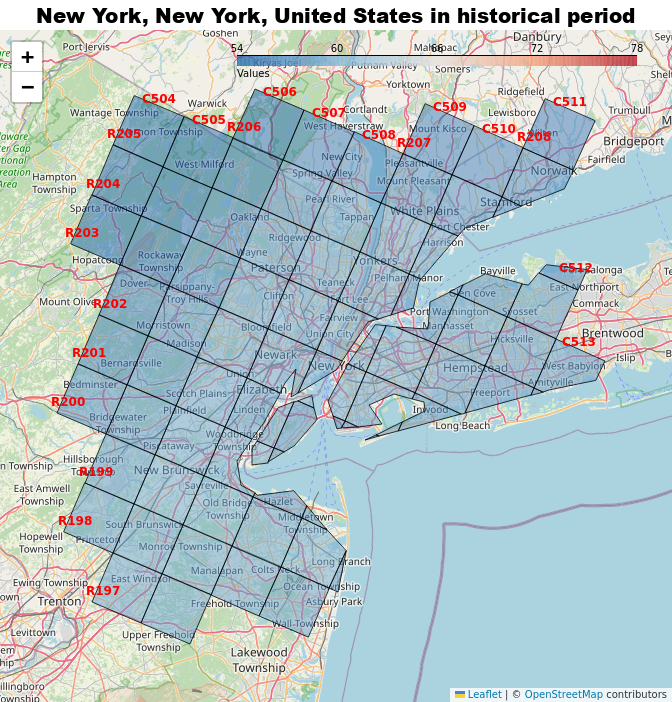 New York, New York, United States in historical period
Goshen
Danbury
Port Jervis
54
60
66
72
78
Mahopac
Kiryas Joel
Putnam Valley
Somers
Values
+
−
Yorktown
Ridgefield
C504
C506
C511
Warwick
Cortlandt
C509
Lewisboro
Trumbull
Wantage Township
C505
C507
West Haverstraw
R205
Vernon Township
R206
C508
Mount Kisco
C510
R208
Wilton
Bridgeport
R207
New City
Fairfield
West Milford
Pleasantville
Spring Valley
Norwalk
Hampton
Township
R204
Mount Pleasant
Pearl River
Stamford
Sparta Township
Oakland
Tappan
White Plains
Port Chester
R203
Ridgewood
Harrison
Hopatcong
Rockaway
Township
Wayne
Paterson
Yonkers
Bayville
C512
Pelham Manor
Dover
Teaneck
Parsippany-
Troy Hills
East Northport
Mount Olive
R202
Clifton
Fort Lee
Glen Cove
Commack
Port Washington
Syosset
Morristown
Bloomfield
Fairview
Union City
Manhasset
Brentwood
Madison
Hicksville
C513
R201
Newark
Islip
Bernardsville
New York
Hempstead
West Babylon
Union
Bedminster
Elizabeth
Amityville
Scotch Plains
Freeport
R200
Plainfield
Linden
Inwood
Bridgewater
Township
Long Beach
Woodbridge
Township
Piscataway
Hillsborough
Township
R199
New Brunswick
East Amwell
Township
Sayreville
Old Bridge
Township
Hazlet
R198
South Brunswick
Middletown
Township
Hopewell
Township
Princeton
Monroe Township
Long Branch
Manalapan
Colts Neck
Ewing Township
East Windsor
R197
Ocean Township
Trenton
Freehold Township
Asbury Park
Wall Township
Levittown
Upper Freehold
Township
Lakewood
Township
Willingboro
Township
Leaflet | © OpenStreetMap contributors